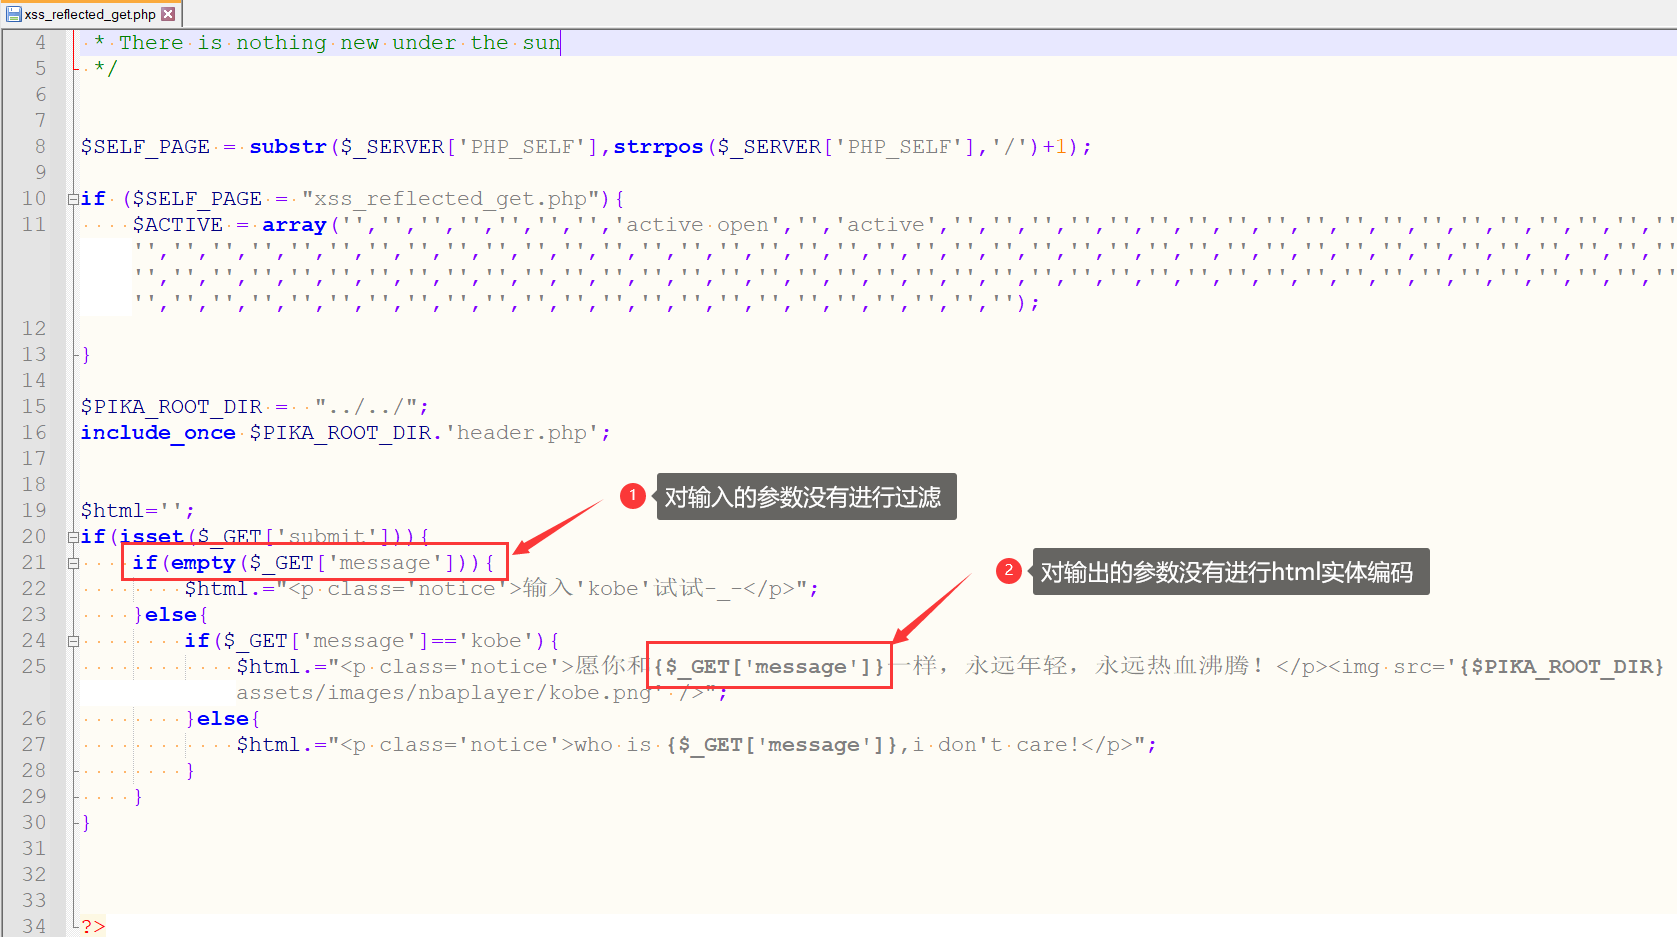 xss_reflected_get.php
4 * There is nothing new under the sun
5 */
6
7
8 $SELF_PAGE = substr($_SERVER['PHP_SELF'],strrpos($_SERVER['PHP_SELF'],'/')+1);
9
10 if ($SELF_PAGE = "xss_reflected_get.php"){
11 $ACTIVE = array('','','','','','','','active open','','active','','','','','','','','','','','','','','','','','','',''
'','','','','','','','','','','','','','','','','','','','','','','','','','','','','','','','','','','','','','','',''
'','','','','','','','','','','','','','','','','','','','','','','','','','','','','','','','','','','','','','','',''
'','','','','','','','','','','','','','','','','','','','','','','');
12
13 }
14
15 $PIKA_ROOT_DIR =  "../../";
16 include_once $PIKA_ROOT_DIR.'header.php';
17
18
1 对输入的参数没有进行过滤
19 $html='';
20 if(isset($_GET['submit'])){
21 if(empty($_GET['message'])){
2 对输出的参数没有进行html实体编码
22 $html.="<p class='notice'>输入'kobe'试试-_-</p>";
23 }else{
24 if($_GET['message']=='kobe'){
25 $html.="<p class='notice'>愿你和{$_GET['message']}一样，永远年轻，永远热血沸腾！</p><img src='{$PIKA_ROOT_DIR}
assets/images/nbaplayer/kobe.png' />";
26 }else{
27 $html.="<p class='notice'>who is {$_GET['message']},i don't care!</p>";
28 }
29 }
30 }
31
32
33
34 ?>